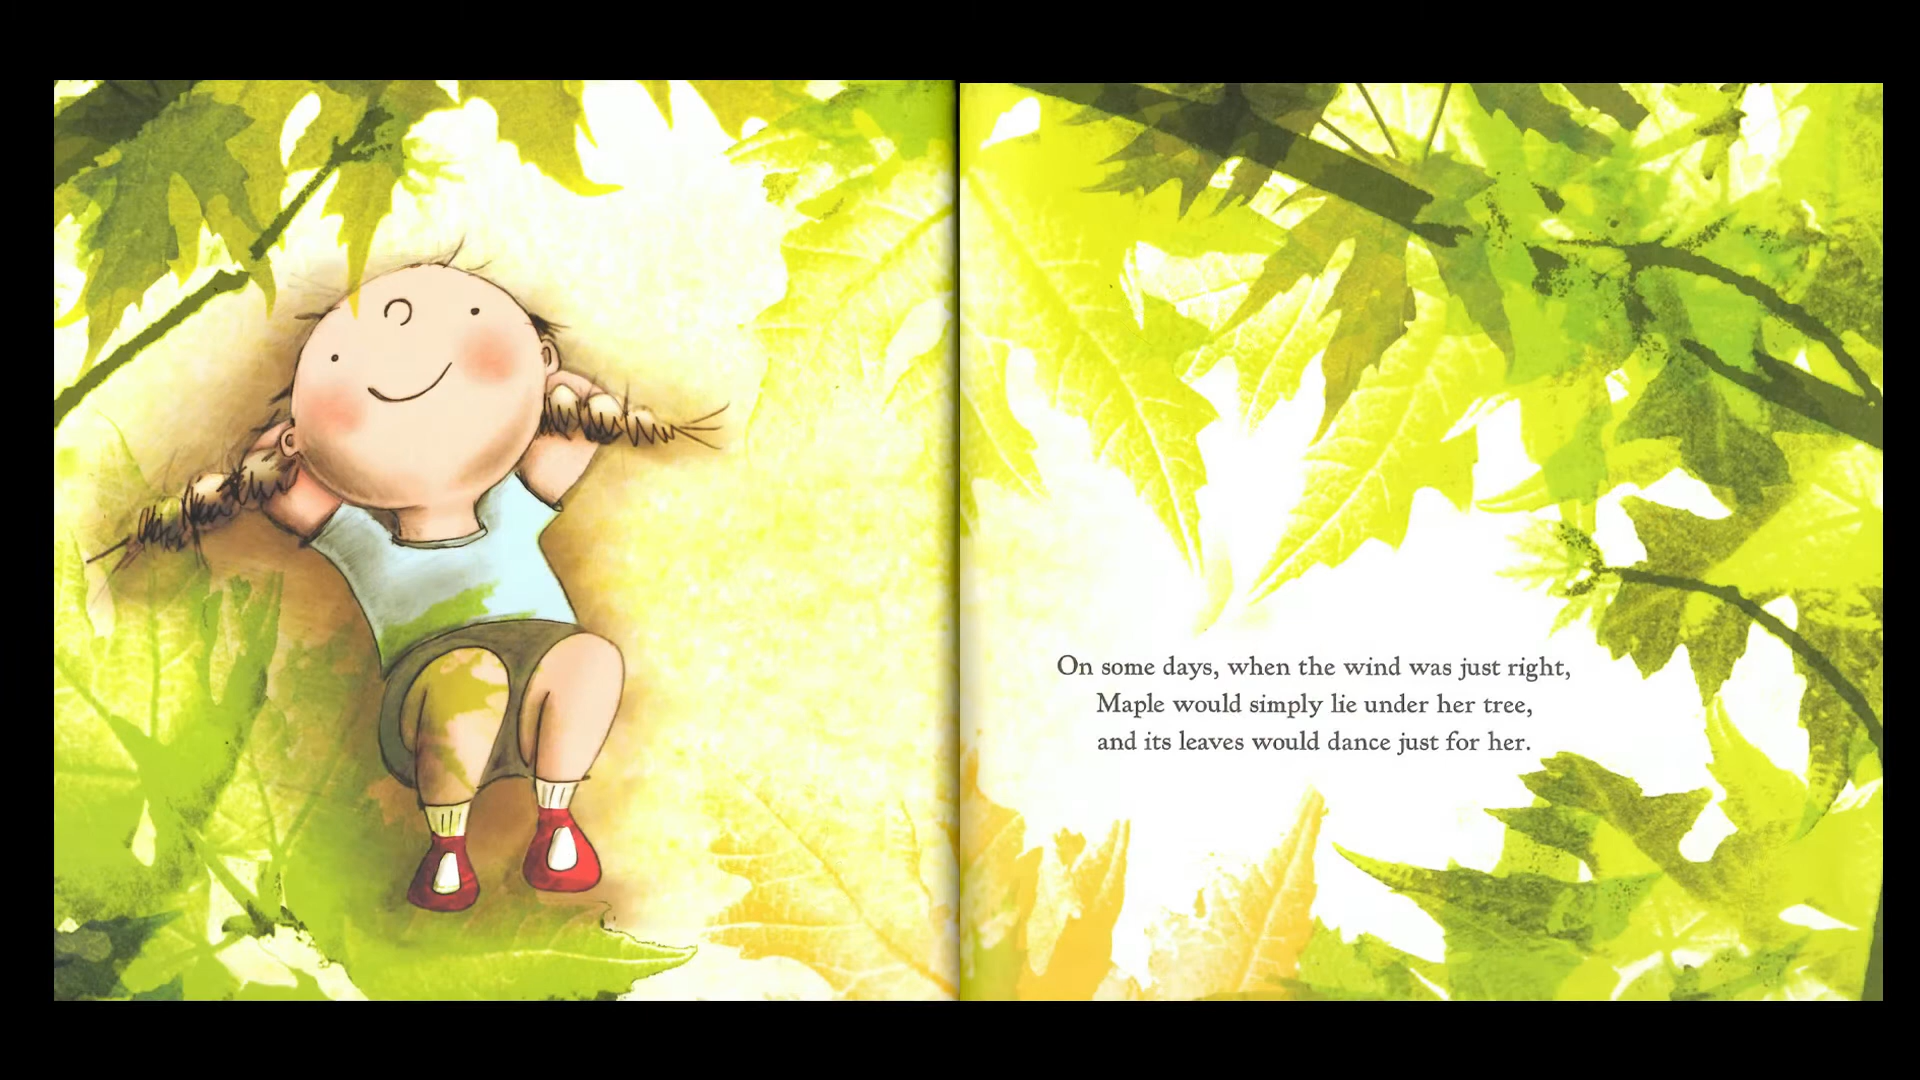 On some days, when the wind was just right,
Maple would simply lie under her tree,
and its leaves would dance just for her.